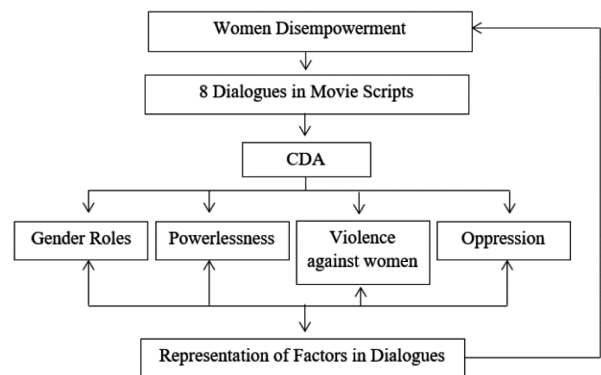 Women Disempowerment
8 Dialogues in Movie Scripts
CDA
Gender Roles
Powerlessness
Violence
against women
Oppression
Representation of Factors in Dialogues